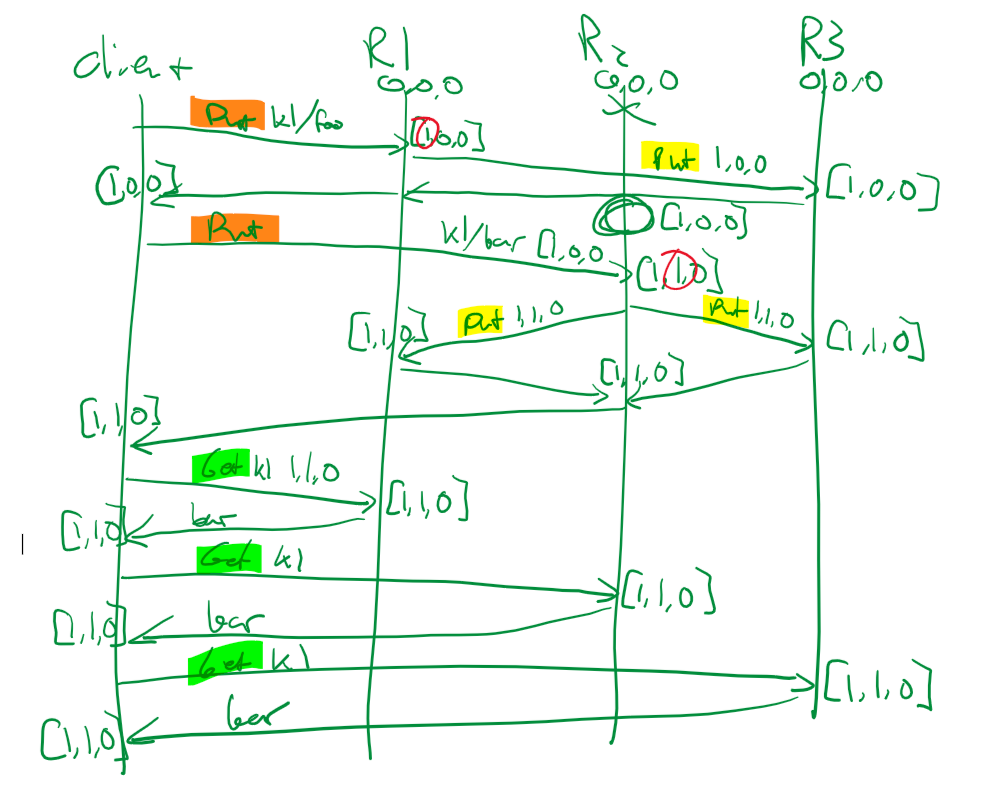 client R1 R2 R3
0,0,0 0,0,0 0,0,0
Put k1/foo [1,0,0]
Put 1,0,0
[1,0,0] [1,0,0]
Put [1,0,0]
k1/bar [1,0,0
[1,1,0]
[1,1,0] Put 1,1,0 Put 1,1,0 [1,1,0]
[1,1,0]
[1,1,0]
Get k1 1,1,0
[1,1,0]
[1,1,0] bar
Get k1
[1,1,0]
[1,1,0] bar
Get k1
[1,1,0]
[1,1,0] bar